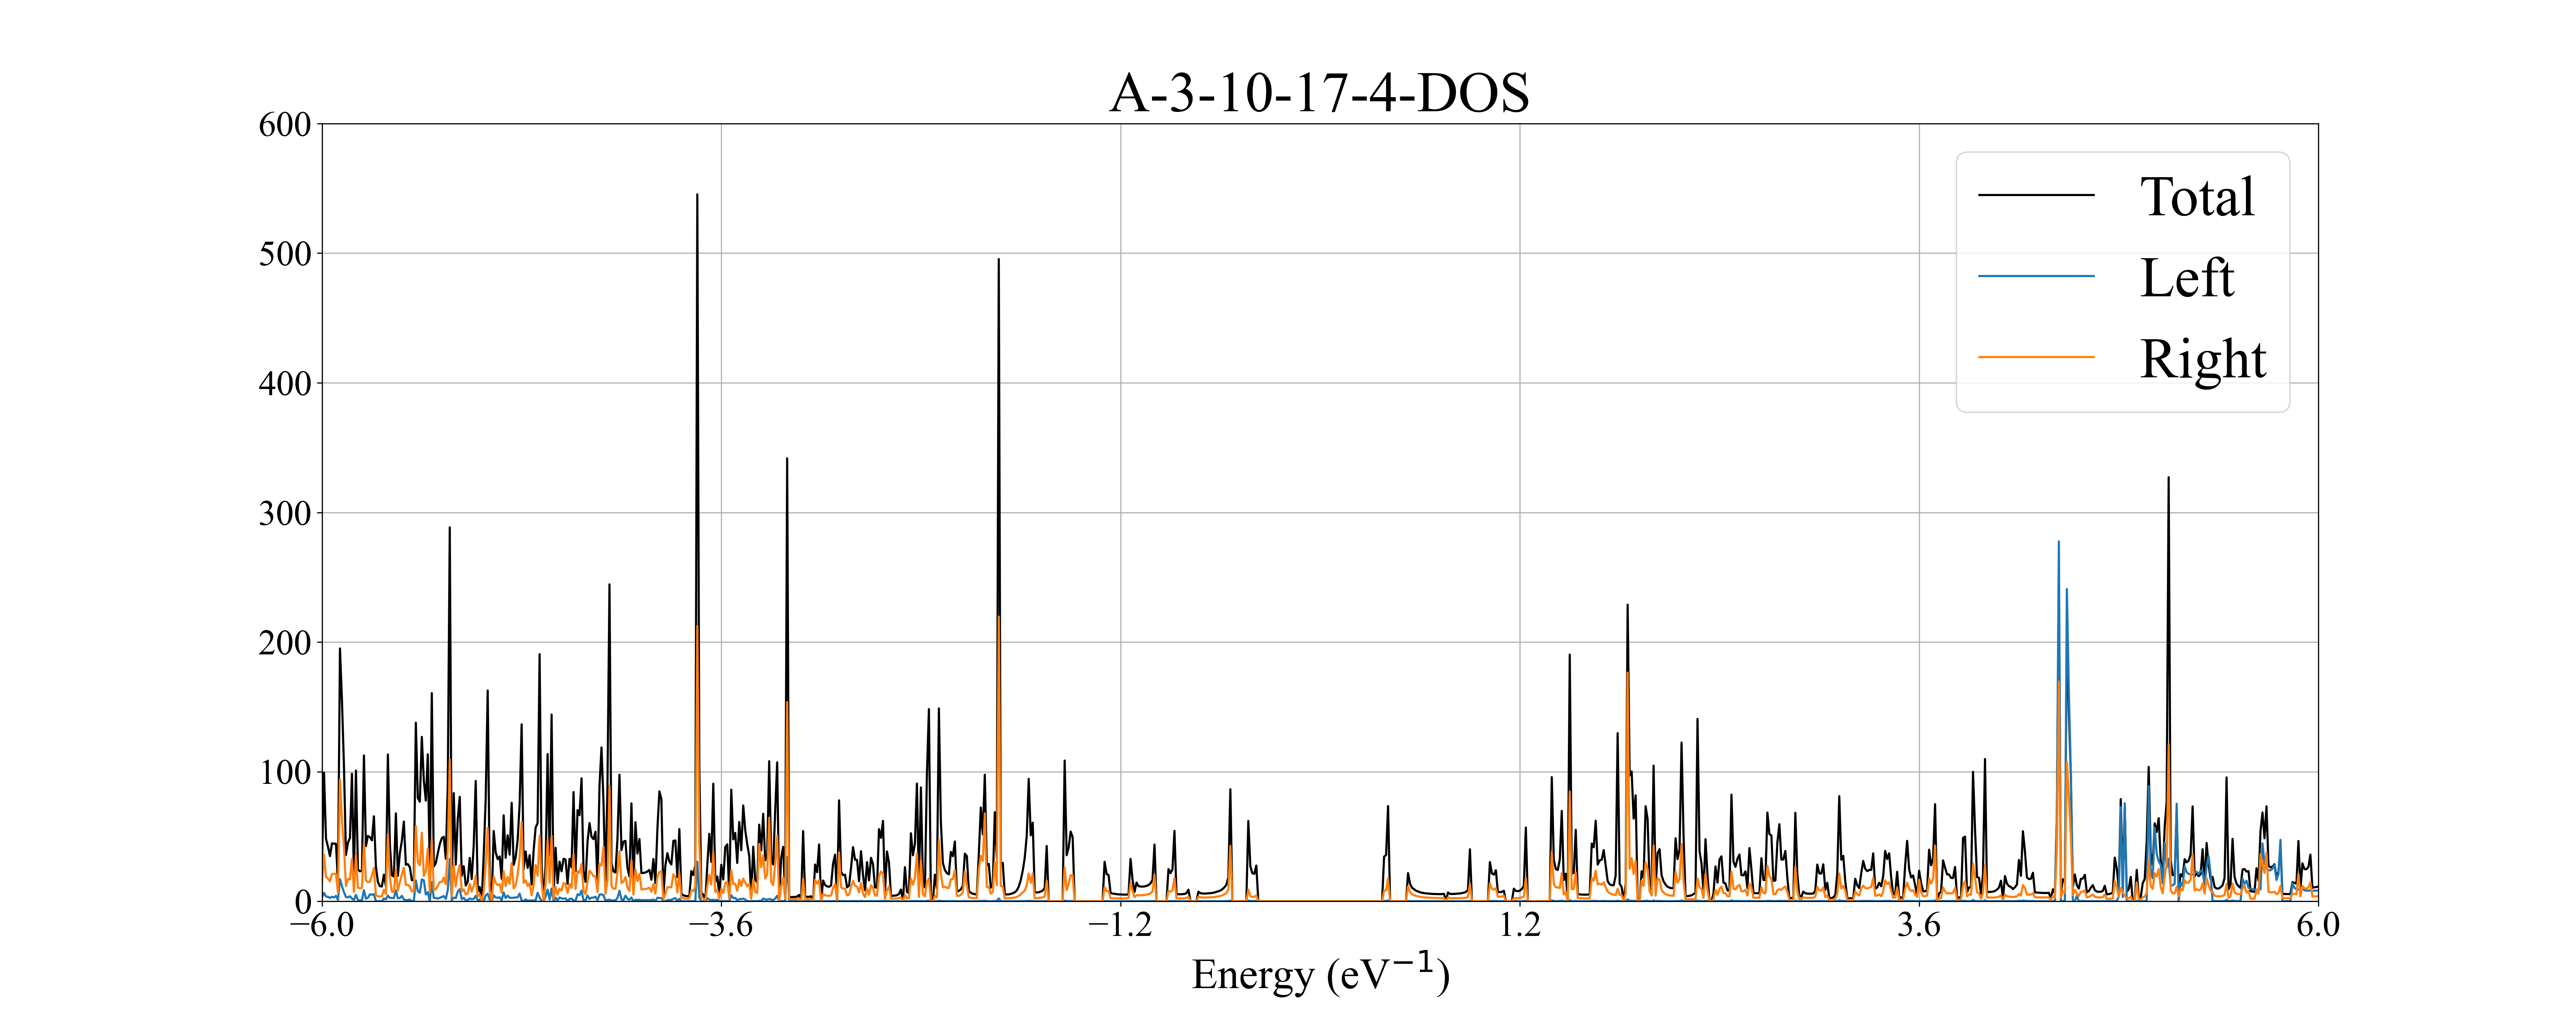 A-3-10-17-4-DOS
600
500
400
300
200
100
0
Total
Left
Right
−6.0 −3.6 −1.2 1.2 3.6 6.0
Energy (eV⁻¹)